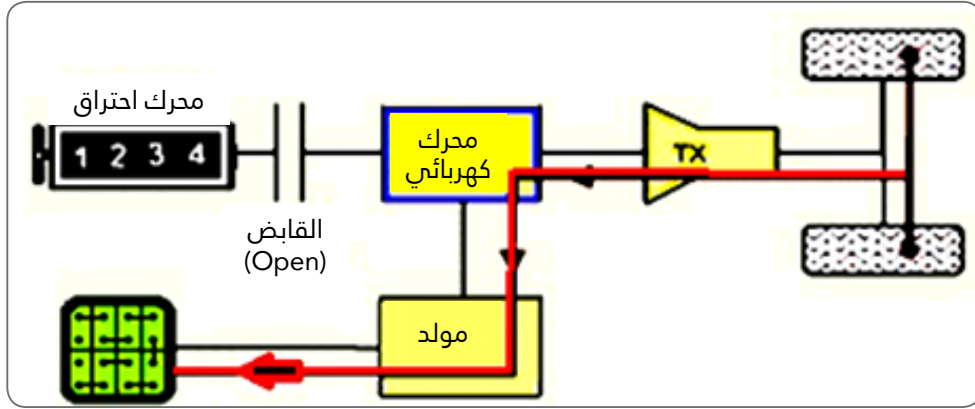 محرك احتراق
1 2 3 4
القابض
(Open)
محرك
كهربائي
TX
مولد